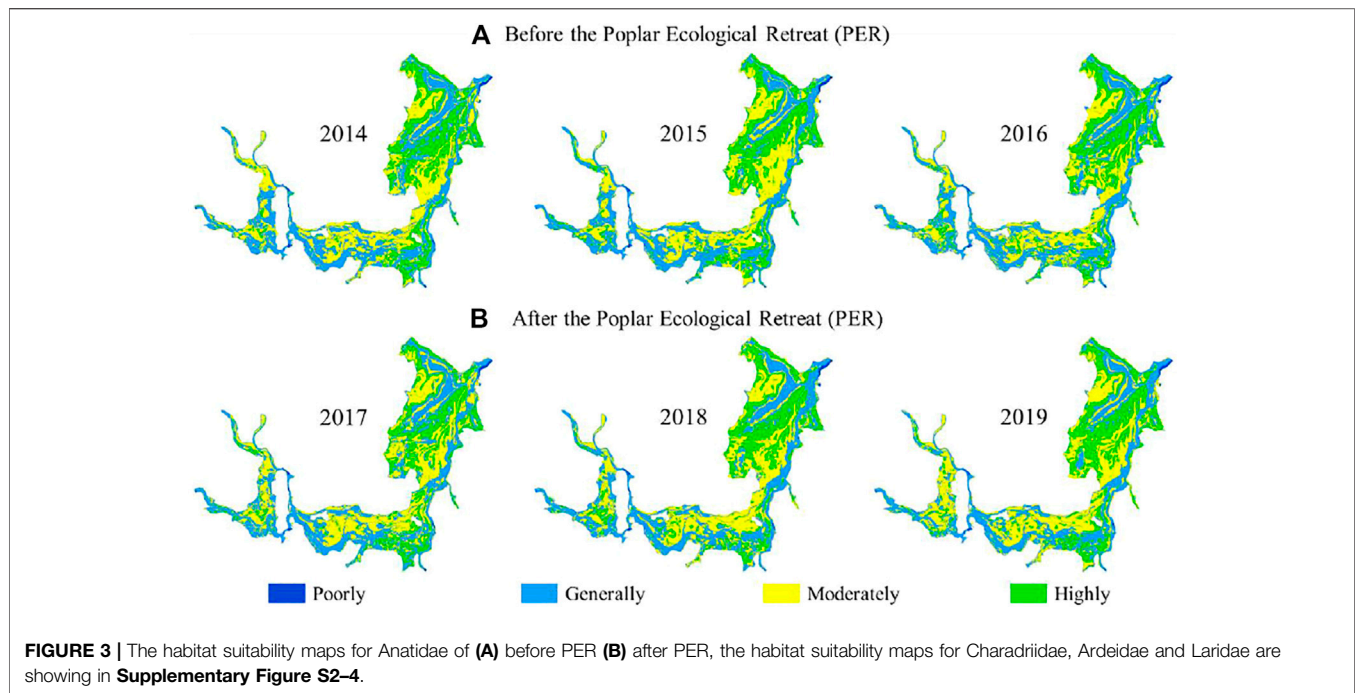 A Before the Poplar Ecological Retreat (PER)
2014
2015
2016
B After the Poplar Ecological Retreat (PER)
2017
2018
2019
Poorly
Generally
Moderately
Highly
FIGURE 3 | The habitat suitability maps for Anatidae of (A) before PER (B) after PER, the habitat suitability maps for Charadriidae, Ardeidae and Laridae are
showing in Supplementary Figure S2–4.